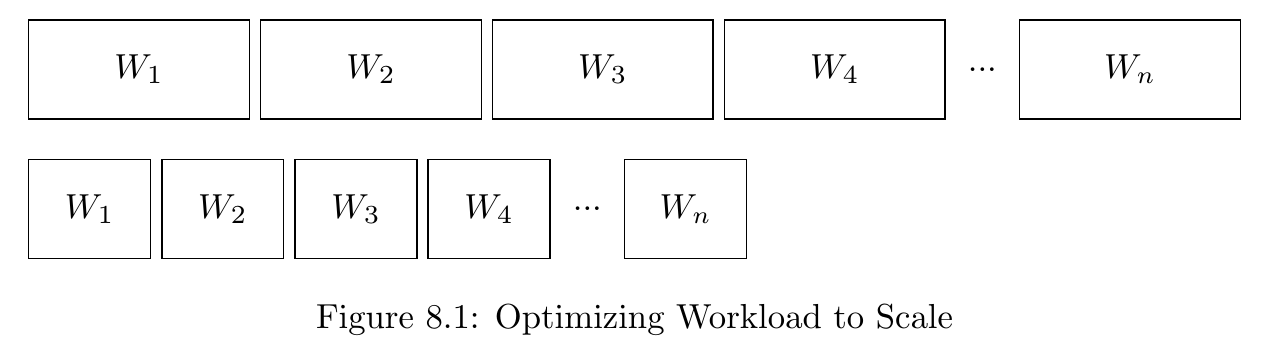 W₁ W₂ W₃ W₄ ... Wₙ
W₁ W₂ W₃ W₄ ... Wₙ
Figure 8.1: Optimizing Workload to Scale